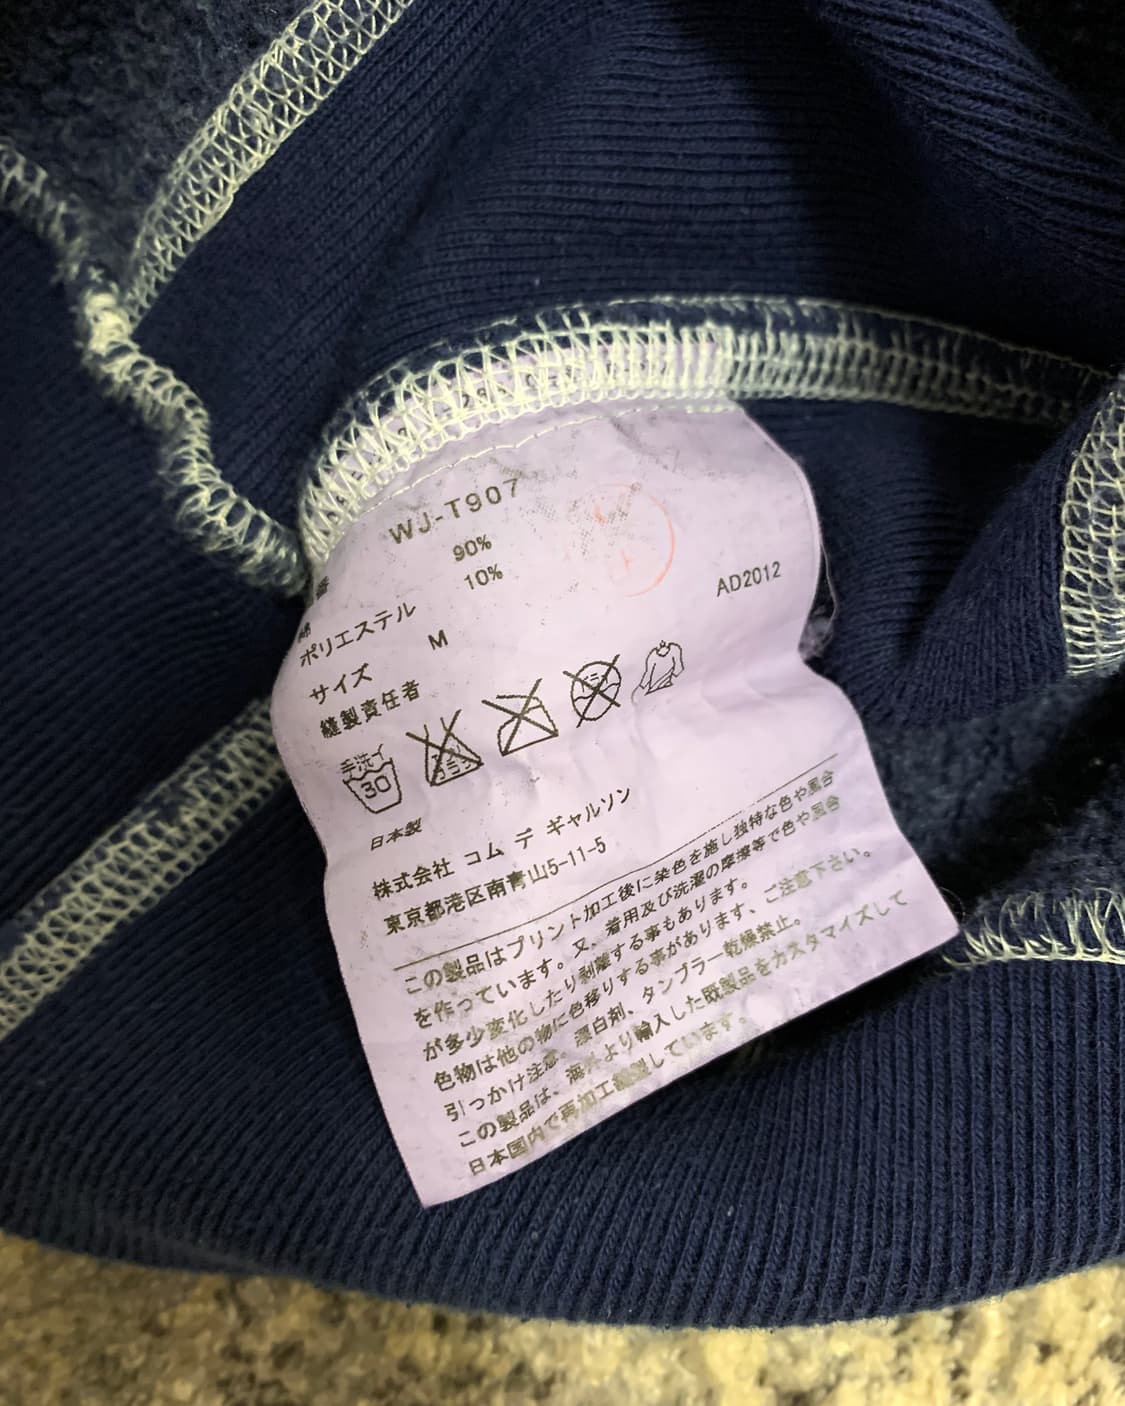 WJ-T907
綿 90%
ポリエステル 10%
サイズ M
AD2012
縫製責任者
手洗イ
30
日本製
株式会社 コム デ ギャルソン
東京都港区南青山5-11-5
この製品はプリント加工後に染色を施し独特な色や風合
を作っています。又、着用及び洗濯の摩擦等で色や風合
が多少変化したり剥離する事もあります。
色物は他の物に色移りする事があります、ご注意下さい。
引っかけ注意。漂白剤、タンブラー乾燥禁止。
この製品は、海外より輸入した既製品をカスタマイズして
日本国内で再加工縫製しています。